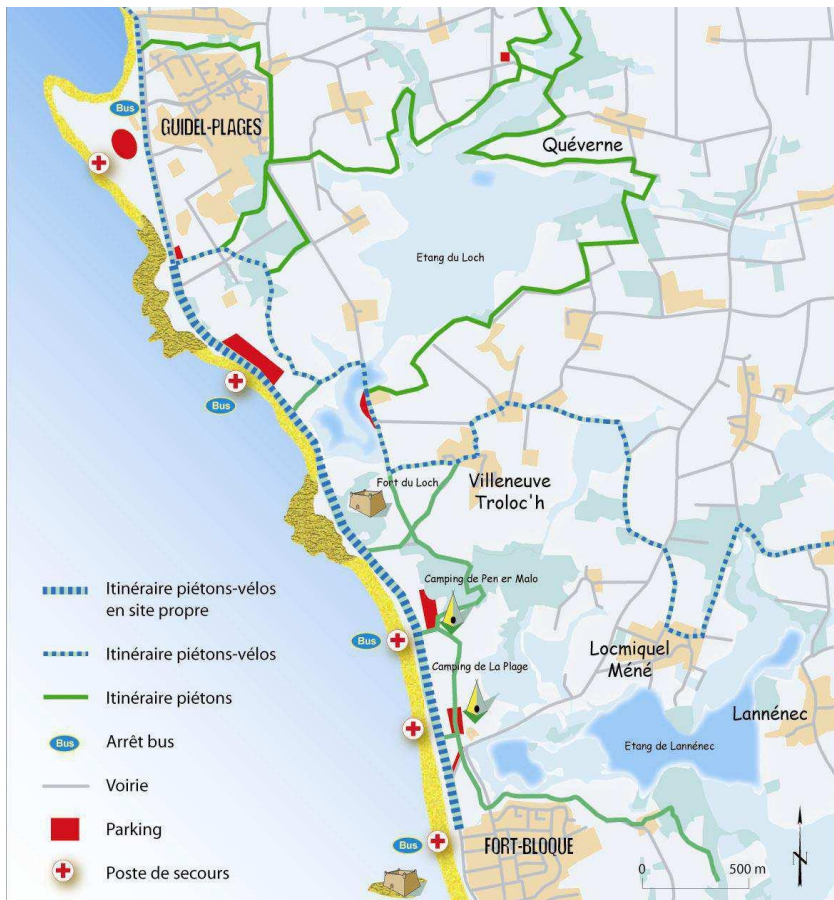 Bus
GUIDEL-PLAGES
Quéverne
Etang du Loch
Bus
Fort du Loch
Villeneuve
Troloc'h
Camping de Pen er Malo
Bus
Locmiquel
Méné
Camping de La Plage
Lannénec
Etang de Lannénec
Bus
FORT-BLOQUE
Itinéraire piétons-vélos
en site propre
Itinéraire piétons-vélos
Itinéraire piétons
Bus
Arrêt bus
Voirie
Parking
Poste de secours
0
500 m
N